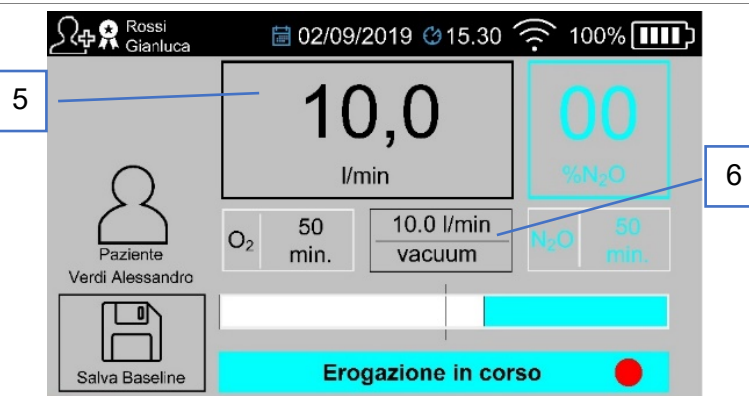 Rossi
Gianluca
02/09/2019
15.30
100%
5
10,0
l/min
00
%N₂O
6
Paziente
Verdi Alessandro
O₂
50
min.
10.0 l/min
vacuum
N₂O
50
min.
Salva Baseline
Erogazione in corso